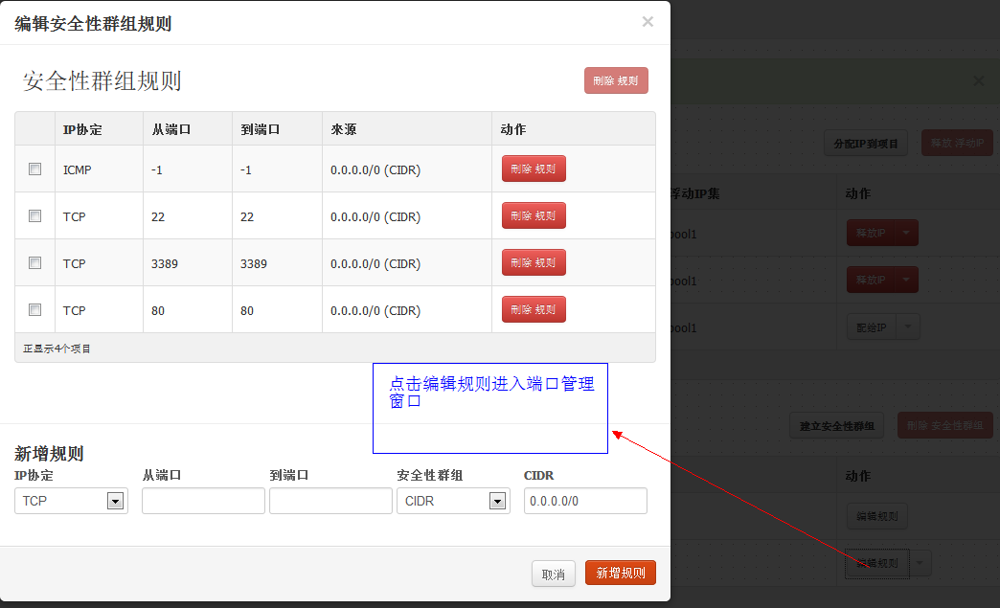 编辑安全性群组规则
×
安全性群组规则
删除 规则
IP协定 从端口 到端口 来源 动作
ICMP -1 -1 0.0.0.0/0 (CIDR) 删除 规则
TCP 22 22 0.0.0.0/0 (CIDR) 删除 规则
TCP 3389 3389 0.0.0.0/0 (CIDR) 删除 规则
TCP 80 80 0.0.0.0/0 (CIDR) 删除 规则
正显示4个项目
点击编辑规则进入端口管理
窗口
新增规则
IP协定 从端口 到端口 安全性群组 CIDR
TCP CIDR 0.0.0.0/0
取消 新增规则
×
分配IP到项目 释放 浮动IP
浮动IP集 动作
pool1 释放IP
pool1 释放IP
pool1 配给IP
建立安全性群组 删除 安全性群组
动作
编辑规则
编辑规则